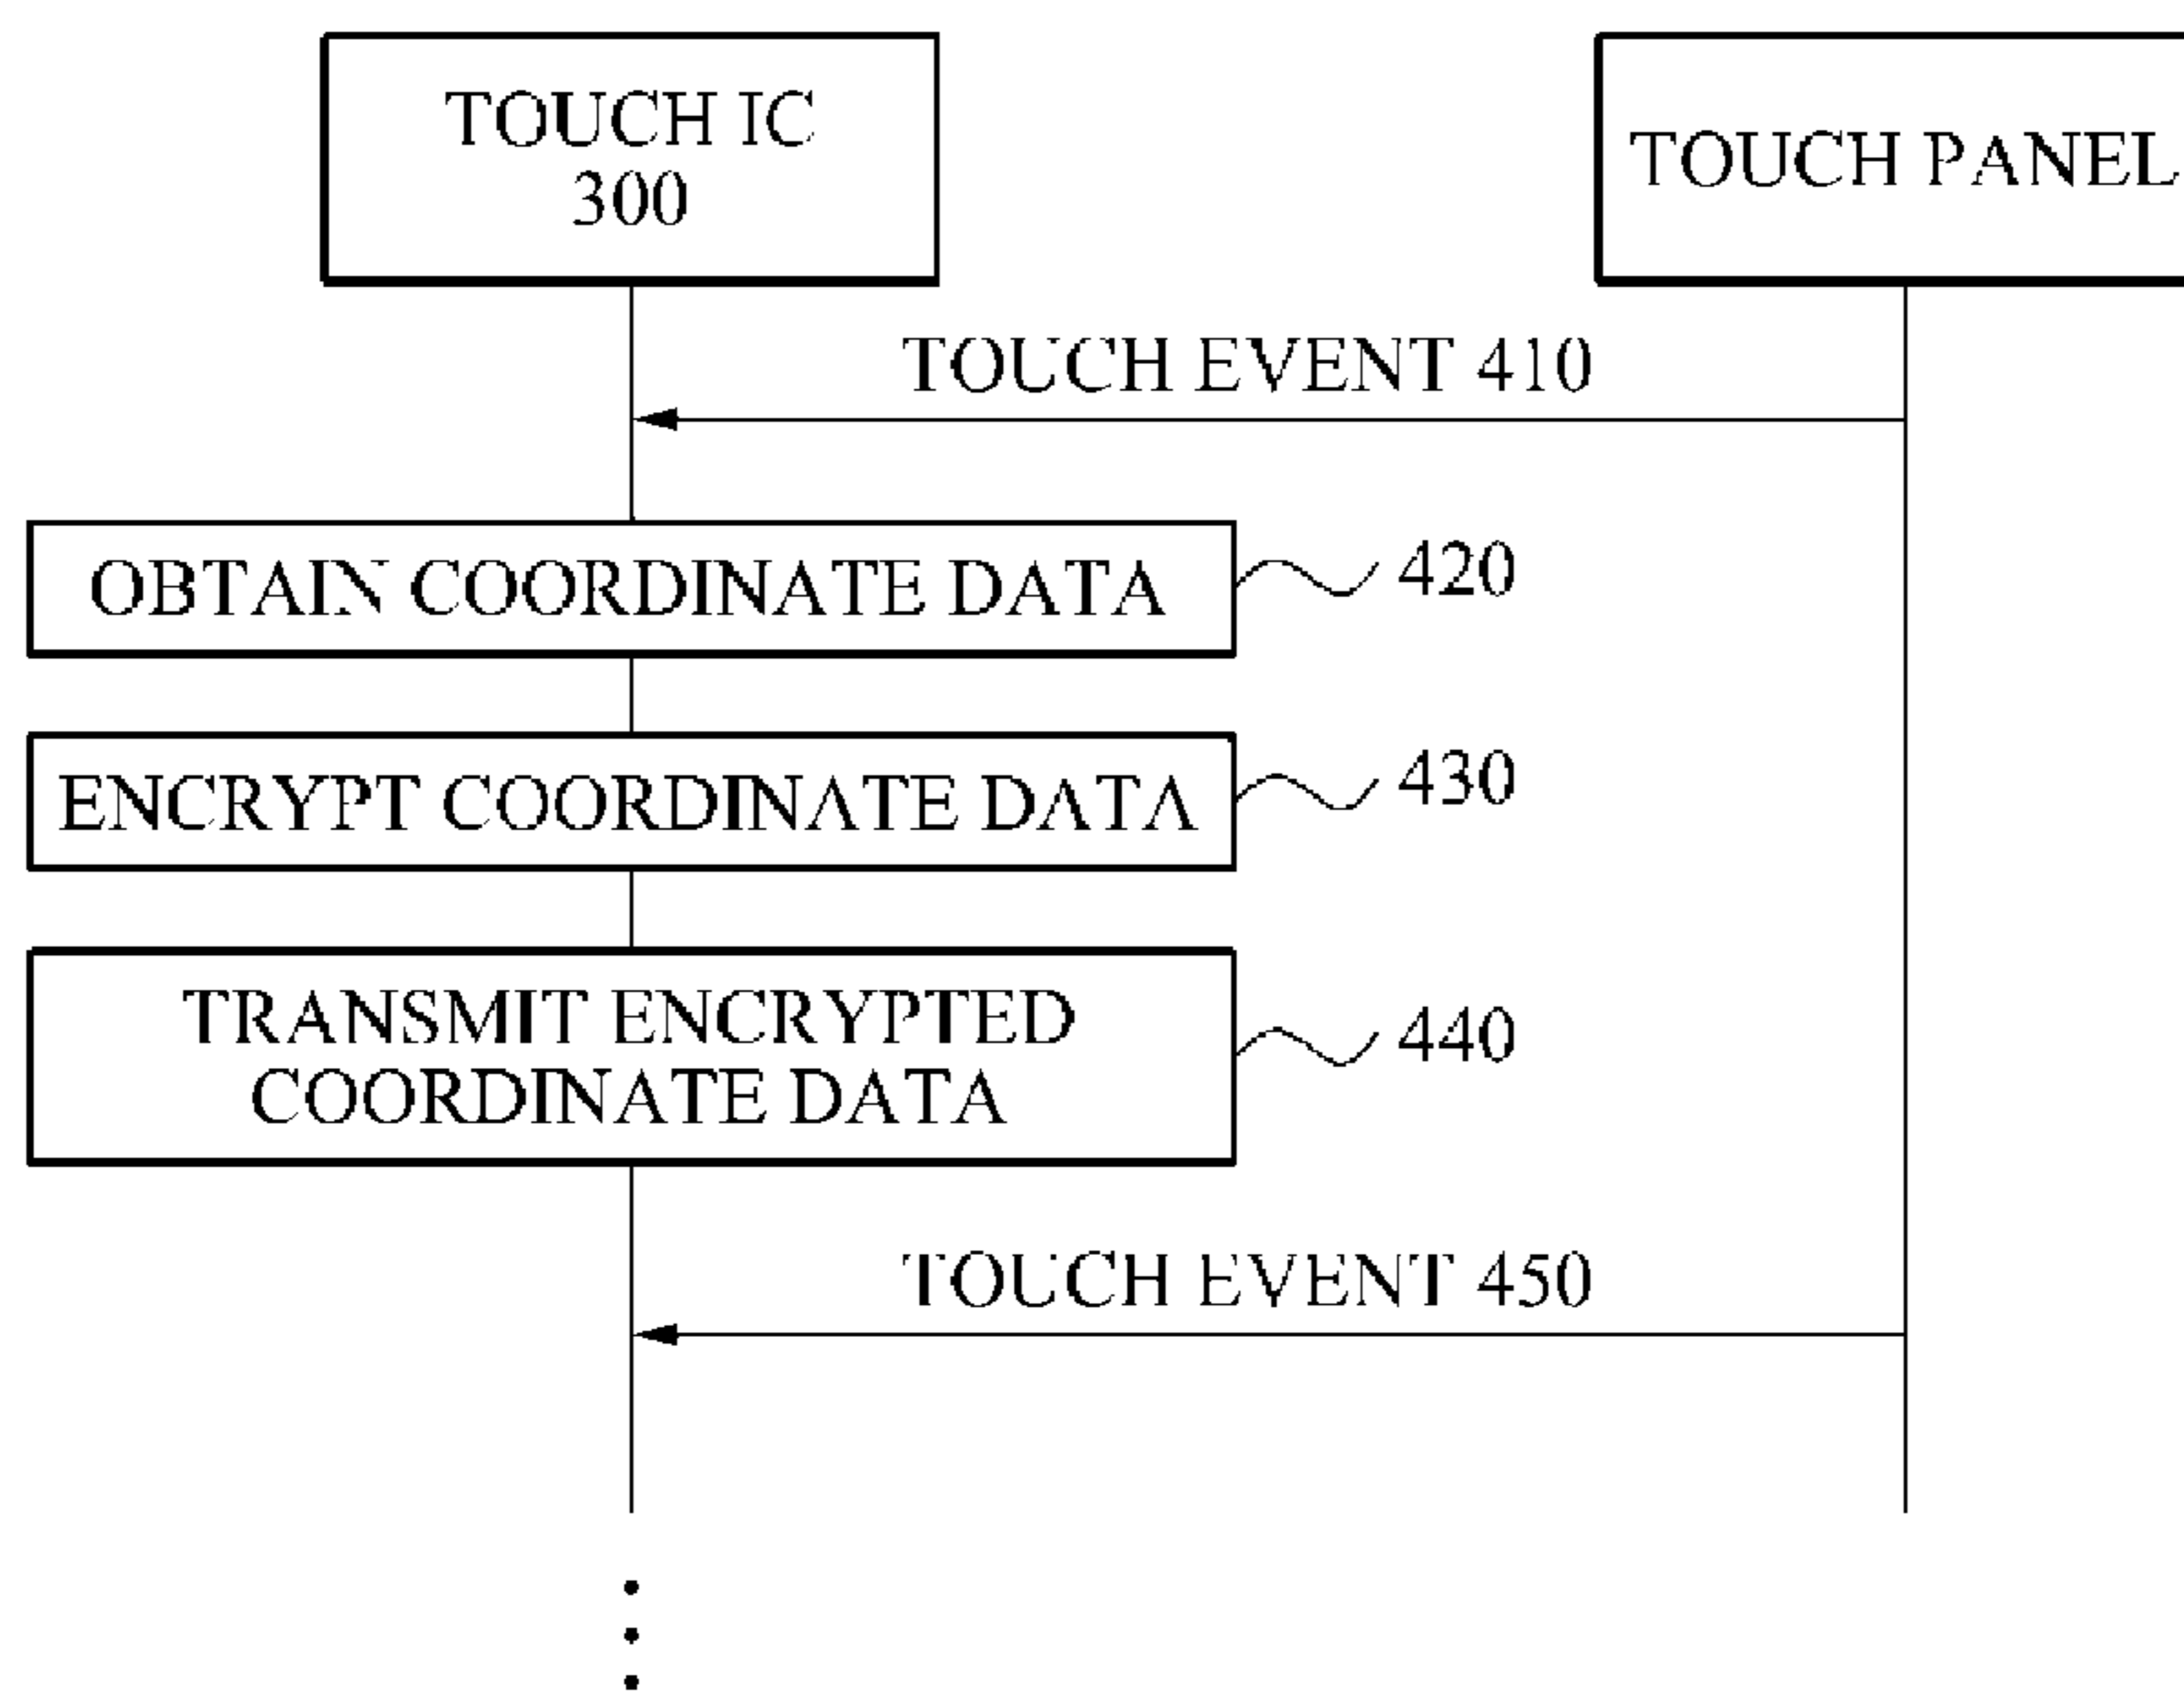 TOUCH IC
300
TOUCH PANEL
TOUCH EVENT 410
OBTAIN COORDINATE DATA
420
ENCRYPT COORDINATE DATA
430
TRANSMIT ENCRYPTED
COORDINATE DATA
440
TOUCH EVENT 450